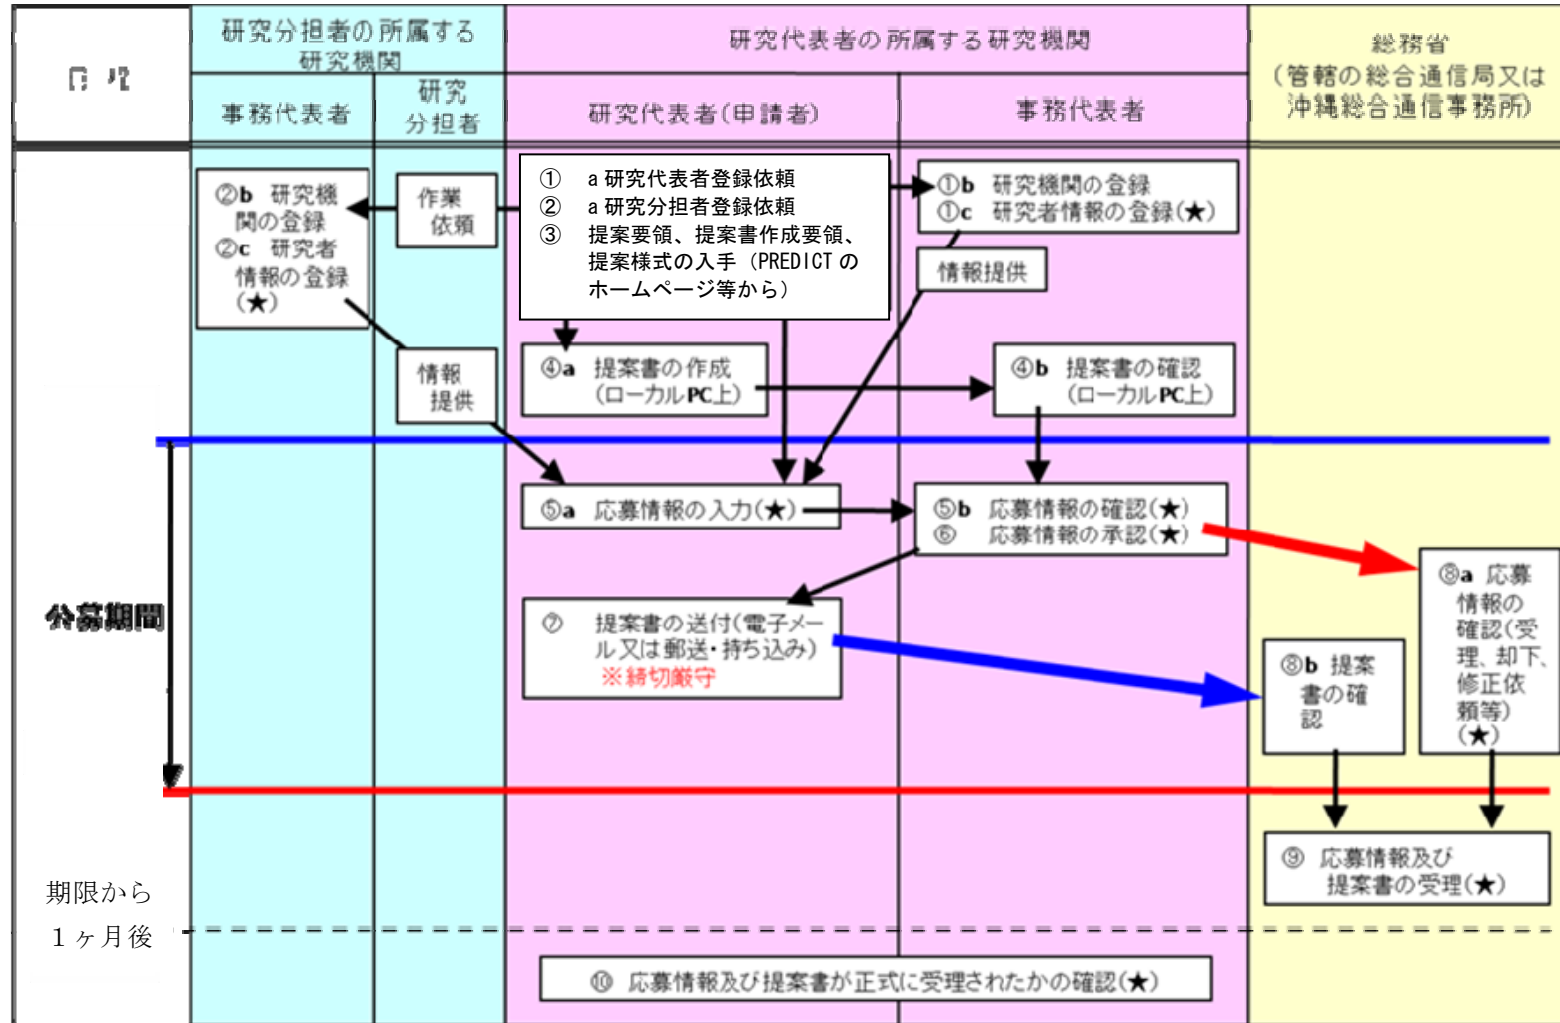 日 程
研究分担者の所属する
研究機関
事務代表者
研究
分担者
研究代表者の所属する研究機関
研究代表者(申請者)
事務代表者
総務省
(管轄の総合通信局又は
沖縄総合通信事務所)
②b 研究機
関の登録
②c 研究者
情報の登録
(★)
作業
依頼
① a 研究代表者登録依頼
② a 研究分担者登録依頼
③ 提案要領、提案書作成要領、
提案様式の入手（PREDICT の
ホームページ等から）
①b 研究機関の登録
①c 研究者情報の登録(★)
情報提供
情報
提供
④a 提案書の作成
(ローカルPC上)
④b 提案書の確認
(ローカルPC上)
公募期間
⑤a 応募情報の入力(★)
⑤b 応募情報の確認(★)
⑥ 応募情報の承認(★)
⑦ 提案書の送付(電子メー
ル又は郵送・持ち込み)
※締切厳守
⑧b 提案
書の確
認
⑧a 応募
情報の
確認(受
理、却下、
修正依
頼等)
(★)
⑨ 応募情報及び
提案書の受理(★)
期限から
１ヶ月後
⑩ 応募情報及び提案書が正式に受理されたかの確認(★)